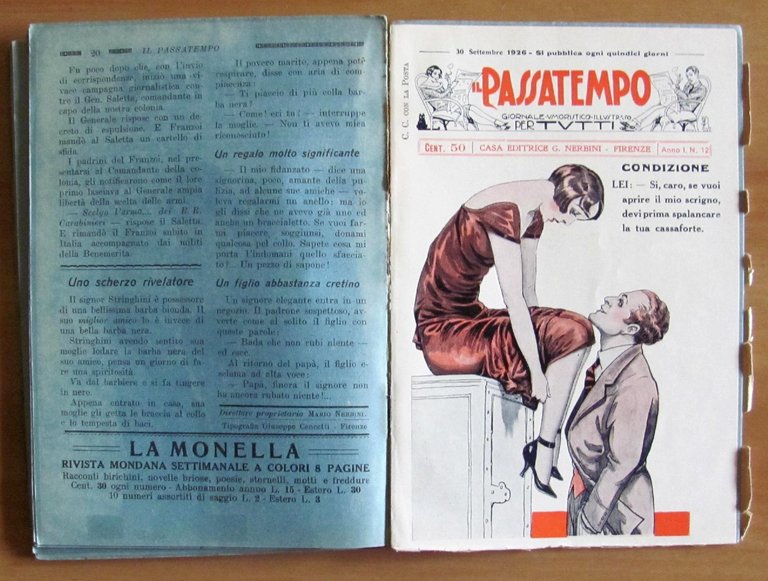 20 IL PASSATEMPO
Fu poco dopo che, con l'invio
di corrispondenze, iniziò una vi-
vace campagna giornalistica con-
tro il Gen. Saletta, comandante in
capo della nostra colonia.
Il Generale rispose con un de-
creto di espulsione. E Franzoi
mandò al Saletta un cartello di
sfida.
I padrini del Franzoi, nel pre-
sentarsi al Comandante della co-
lonia, gli notificarono come il loro
primo lasciava al Generale ampia
libertà della scelta delle armi.
— Scelgo l'arma... dei R. R.
Carabinieri — rispose il Saletta.
E rimandò il Franzoi subito in
Italia accompagnato dai militi
della Benemerita.
Uno scherzo rivelatore
Il signor Stringhini è possessore
di una bellissima barba bionda. Il
suo miglior amico lo è invece di
una bella barba nera.
Stringhini avendo sentito sua
moglie lodare la barba nera del
suo amico, pensa un giorno di fa-
re una spiritosità.
Va dal barbiere e si fa tingere
in nero.
Appena entrato in casa, sua
moglie gli getta le braccia al collo
e lo tempesta di baci.
Il povero marito, appena potè
respirare, disse con aria di com-
piacenza:
— Ti piaccio di più colla bar-
ba nera?
— Come! eri tu! — interruppe
la moglie. — Non ti avevo mica
riconosciuto!
Un regalo molto significante
— Il mio fidanzato — dice una
signorina, poco, amante della pu-
lizia, ad alcune sue amiche — vo-
leva regalarmi un anello: ma io
gli dissi che ne avevo già uno ed
anche un braccialetto. Se vuoi far-
un piacere, soggiunsi, donami
qualcosa pel collo. Sapete cosa mi
porta l'indomani quello sfaccia-
to?... Un pezzo di sapone!
Un figlio abbastanza cretino
Un signore elegante entra in un
negozio. Il padrone sospettoso, av-
verte come al solito il figlio con
queste parole:
— Bada che non rubi niente! —
ed esce.
Al ritorno del papà, il figlio e-
sclama ad alta voce:
— Papà, finora il signore non
ha ancora rubato niente!...
Direttore proprietario MARIO NERBINI.
Tipografia Giuseppe Cencetti - Firenze
LA MONELLA
RIVISTA MONDANA SETTIMANALE A COLORI 8 PAGINE
Racconti birichini, novelle briose, poesie, stornelli, motti e freddure
Cent. 30 ogni numero - Abbonamento annuo L. 15 - Estero L. 30
10 numeri assortiti di saggio L. 2 - Estero L. 3
C. C. CON LA POSTA
30 Settembre 1926 - Si pubblica ogni quindici giorni
IL PASSATEMPO
GIORNALE UMORISTICO ILLUSTRATO
PER TUTTI
CENT. 50 CASA EDITRICE G. NERBINI - FIRENZE Anno I. N. 12
CONDIZIONE
LEI: — Sì, caro, se vuoi
aprire il mio scrigno,
devi prima spalancare
la tua cassaforte.